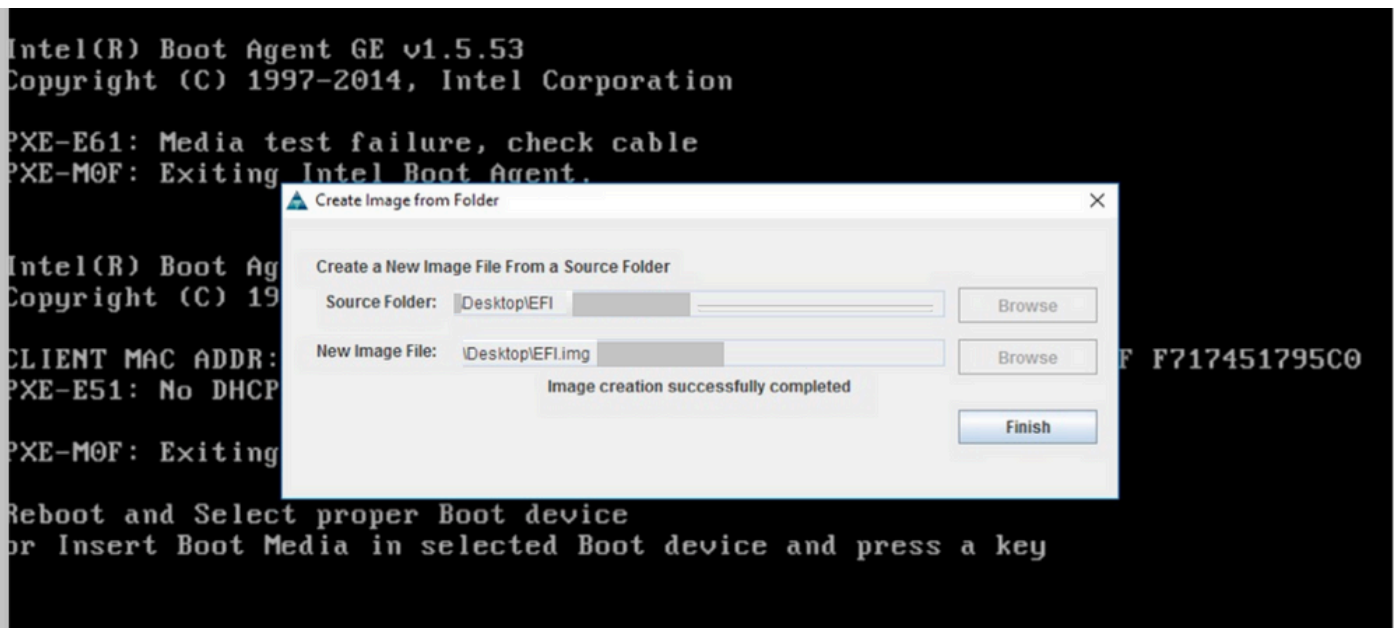 Intel(R) Boot Agent GE v1.5.53
Copyright (C) 1997-2014, Intel Corporation
PXE-E61: Media test failure, check cable
PXE-M0F: Exiting Intel Boot Agent.
Create Image from Folder
Intel(R) Boot Ag
Copyright (C) 19
Create a New Image File From a Source Folder
Source Folder: \Desktop\EFI Browse
New Image File: \Desktop\EFI.img Browse
CLIENT MAC ADDR: F F717451795C0
PXE-E51: No DHCP
Image creation successfully completed
Finish
PXE-M0F: Exiting
Reboot and Select proper Boot device
or Insert Boot Media in selected Boot device and press a key